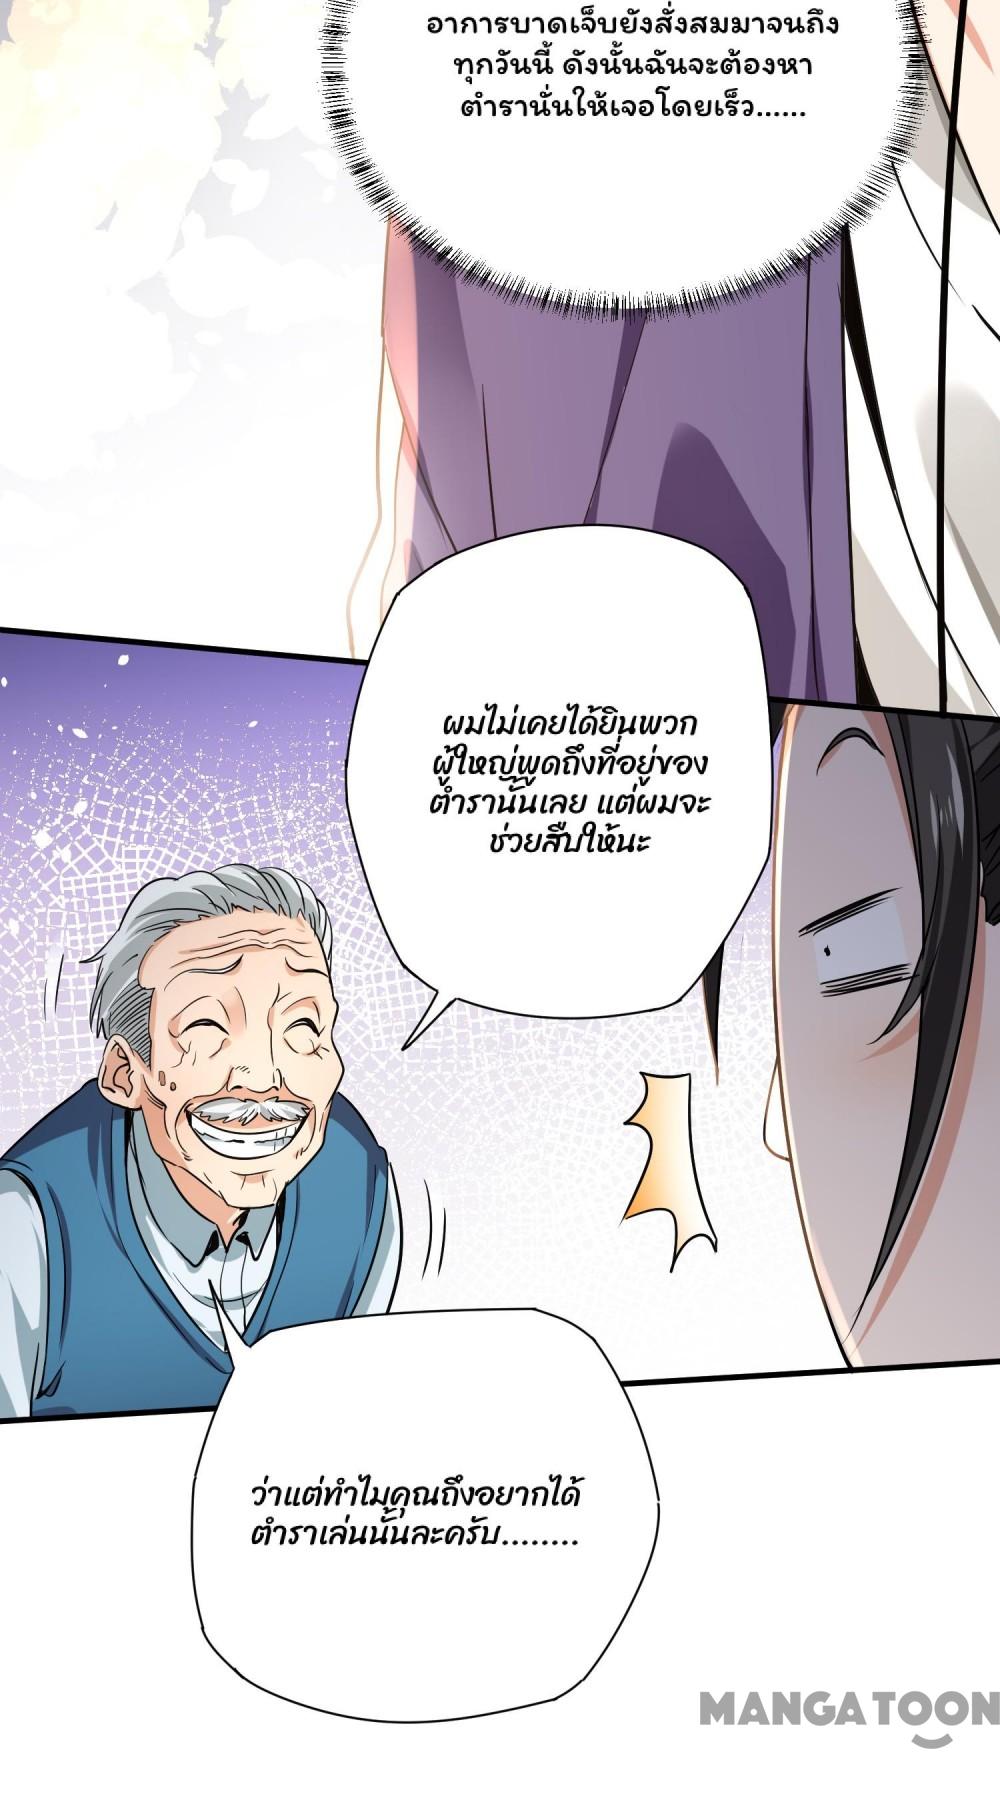 อาการบาดเจ็บยังสั่งสมมาจนถึง
ทุกวันนี้ ดังนั้นฉันจะต้องหา
ตำรานั่นให้เจอโดยเร็ว......
ผมไม่เคยได้ยินพวก
ผู้ใหญ่พูดถึงที่อยู่ของ
ตำรานั้นเลย แต่ผมจะ
ช่วยสืบให้นะ
ว่าแต่ทำไมคุณถึงอยากได้
ตำราเล่นนั้นละครับ........
MANGATOON